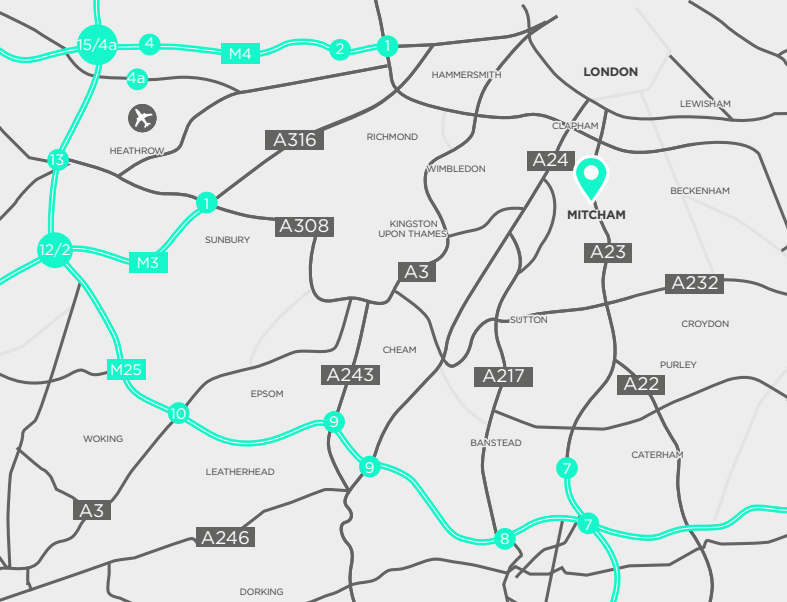 15/4a
4
M4
2
1
4a
HAMMERSMITH
LONDON
LEWISHAM
CLAPHAM
A316
RICHMOND
HEATHROW
13
WIMBLEDON
A24
BECKENHAM
1
MITCHAM
A308
KINGSTON
UPON THAMES
SUNBURY
12/2
M3
A3
A23
A232
SUTTON
CROYDON
CHEAM
M25
A243
A217
PURLEY
A22
EPSOM
10
9
WOKING
BANSTEAD
CATERHAM
LEATHERHEAD
9
7
A3
A246
8
7
DORKING